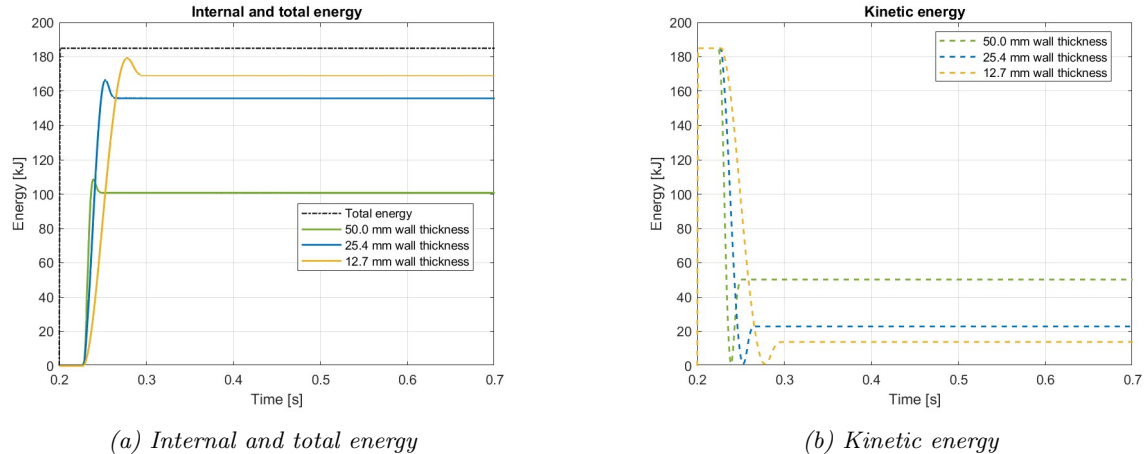 Internal and total energy
200
180
160
140
120
100
80
60
40
20
0
Energy [kJ]
Total energy
50.0 mm wall thickness
25.4 mm wall thickness
12.7 mm wall thickness
0.2 0.3 0.4 0.5 0.6 0.7
Time [s]
(a) Internal and total energy
Kinetic energy
200
180
160
140
120
100
80
60
40
20
0
Energy [kJ]
50.0 mm wall thickness
25.4 mm wall thickness
12.7 mm wall thickness
0.2 0.3 0.4 0.5 0.6 0.7
Time [s]
(b) Kinetic energy